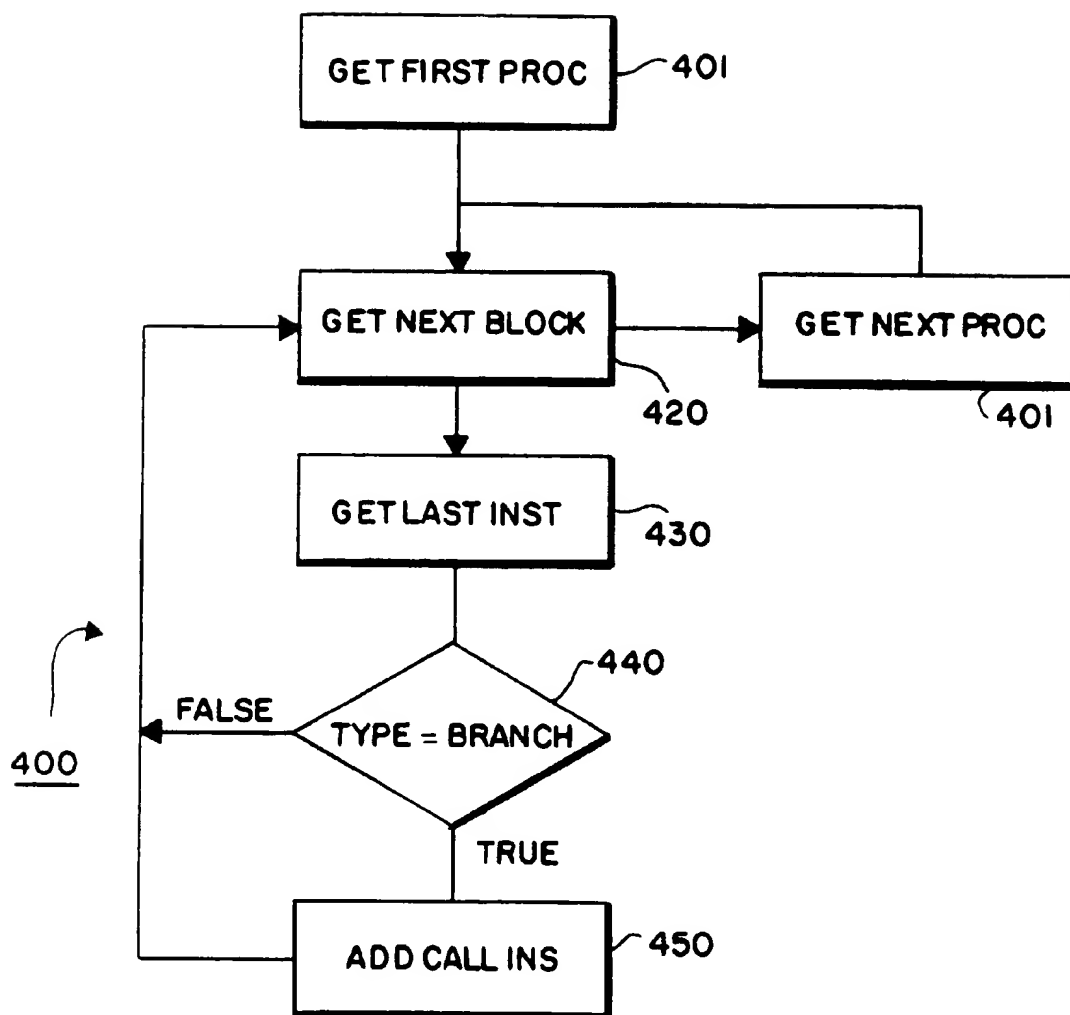 GET FIRST PROC
401
GET NEXT BLOCK
420
GET NEXT PROC
401
GET LAST INST
430
440
FALSE
TYPE = BRANCH
400
TRUE
ADD CALL INS
450